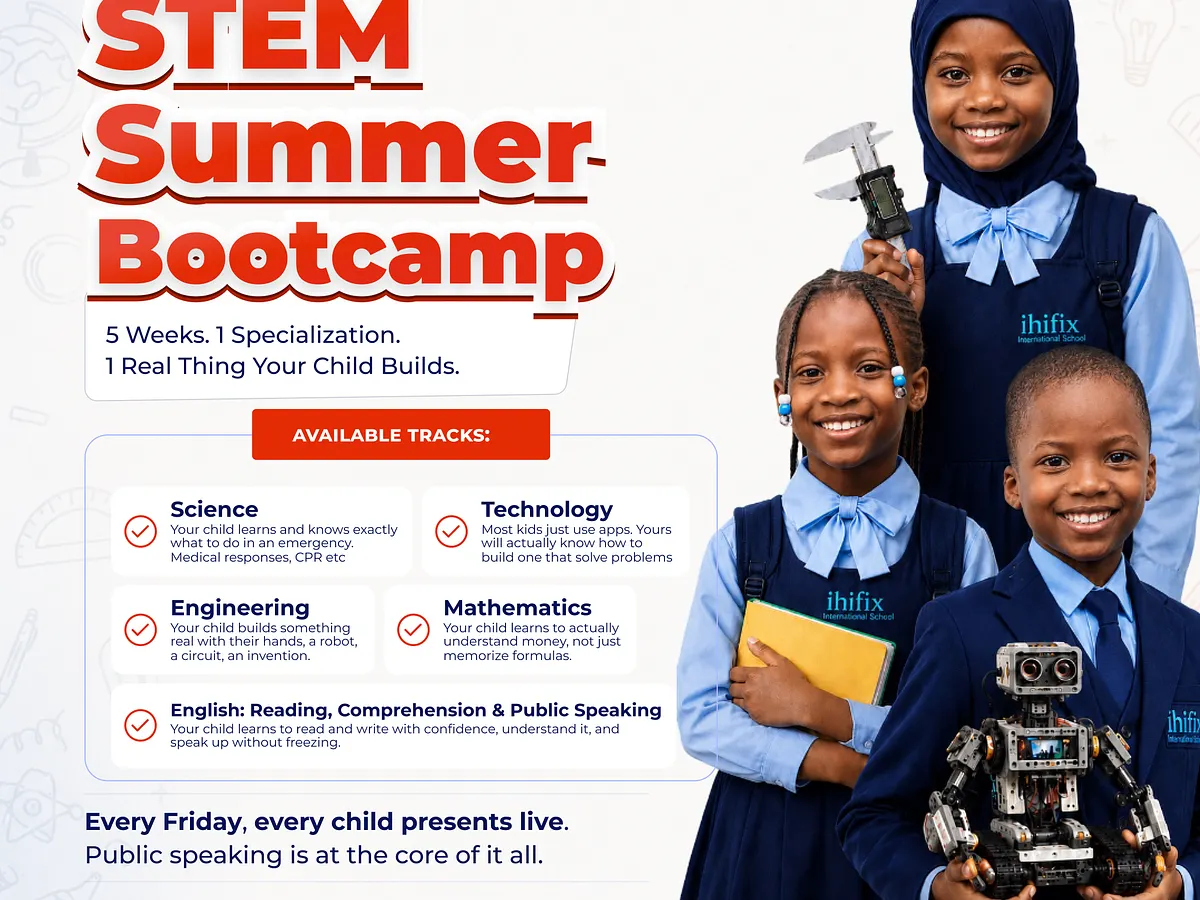 STEM
Summer
Bootcamp
5 Weeks. 1 Specialization.
1 Real Thing Your Child Builds.
AVAILABLE TRACKS:
Science
Your child learns and knows exactly
what to do in an emergency.
Medical responses, CPR etc
Technology
Most kids just use apps. Yours
will actually know how to
build one that solve problems
Engineering
Your child builds something
real with their hands, a robot,
a circuit, an invention.
Mathematics
Your child learns to actually
understand money, not just
memorize formulas.
English: Reading, Comprehension & Public Speaking
Your child learns to read and write with confidence, understand it, and
speak up without freezing.
Every Friday, every child presents live.
Public speaking is at the core of it all.
ihifix
International School
ihifix
International School
ihifix